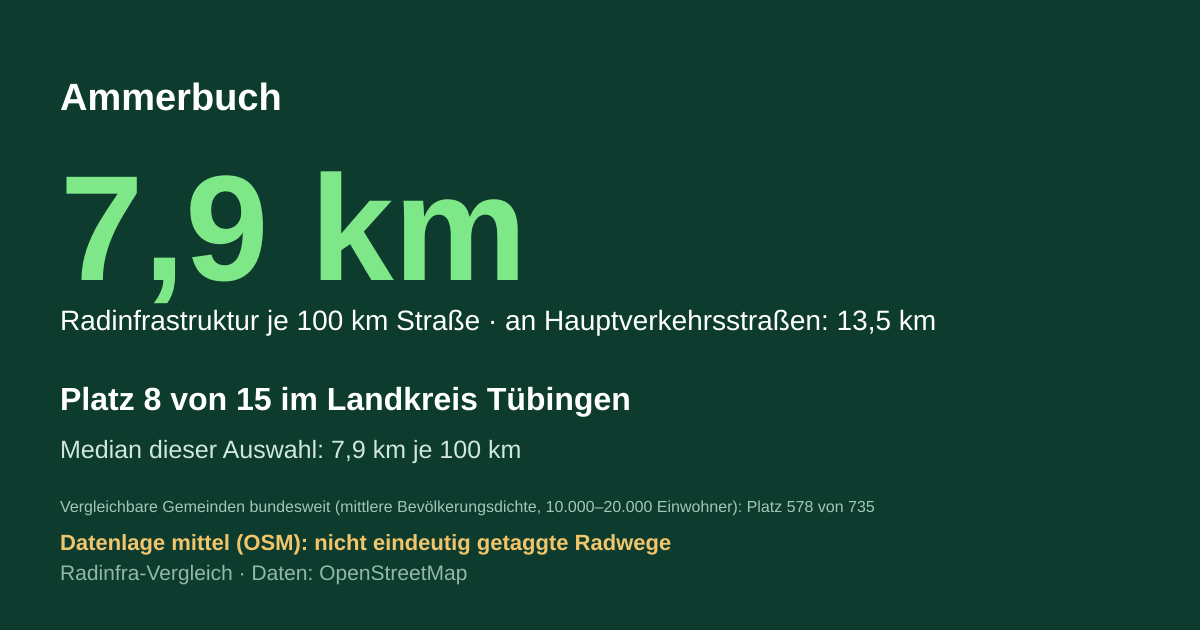 Ammerbuch
7,9 km
Radinfrastruktur je 100 km Straße · an Hauptverkehrsstraßen: 13,5 km
Platz 8 von 15 im Landkreis Tübingen
Median dieser Auswahl: 7,9 km je 100 km
Vergleichbare Gemeinden bundesweit (mittlere Bevölkerungsdichte, 10.000–20.000 Einwohner): Platz 578 von 735
Datenlage mittel (OSM): nicht eindeutig getaggte Radwege
Radinfra-Vergleich · Daten: OpenStreetMap